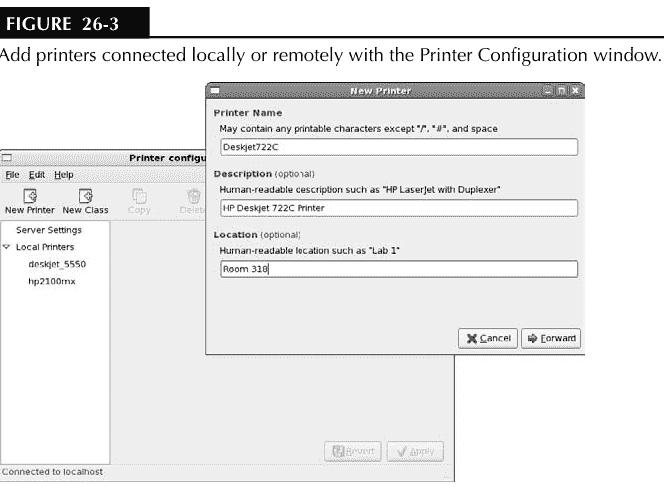 FIGURE 26-3
Add printers connected locally or remotely with the Printer Configuration window.
New Printer
Printer Name
May contain any printable characters except "/", "#", and space
Deskjet722C
Description (optional)
Human-readable description such as "HP LaserJet with Duplexer"
HP Deskjet 722C Printer
Location (optional)
Human-readable location such as "Lab 1"
Room 318
Cancel
Forward
Printer configu
File Edit Help
New Printer New Class Copy Delete
Server Settings
Local Printers
deskjet_5550
hp2100mx
Revert
Apply
Connected to localhost